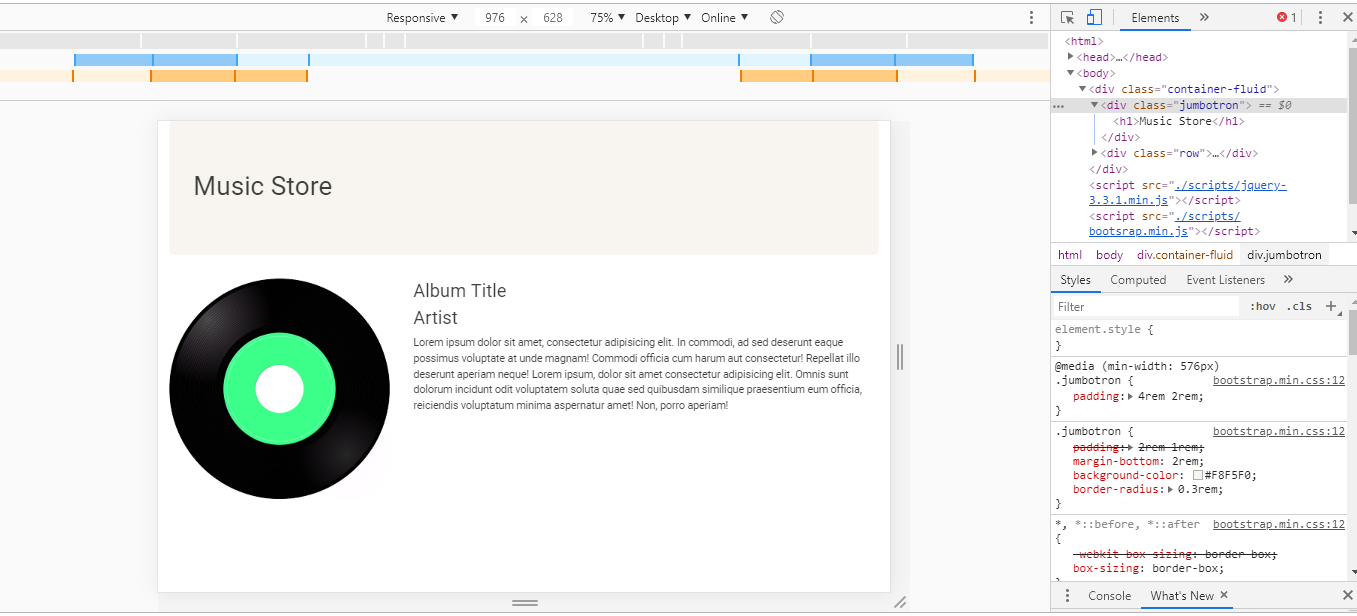 Responsive ▼ 976 × 628 75% ▼ Desktop ▼ Online ▼
Elements » 1
<html>
<head>…</head>
<body>
<div class="container-fluid">
… <div class="jumbotron"> == $0
<h1>Music Store</h1>
</div>
<div class="row">…</div>
</div>
<script src="./scripts/jquery-
3.3.1.min.js"></script>
<script src="./scripts/
bootsrap.min.js"></script>
html body div.container-fluid div.jumbotron
Styles Computed Event Listeners »
Filter :hov .cls +
element.style {
}
@media (min-width: 576px)
.jumbotron { bootstrap.min.css:12
padding: 4rem 2rem;
}
.jumbotron { bootstrap.min.css:12
padding: 2rem 1rem;
margin-bottom: 2rem;
background-color: #F8F5F0;
border-radius: 0.3rem;
}
*, *::before, *::after bootstrap.min.css:12
{
-webkit-box-sizing: border-box;
box-sizing: border-box;
}
Console What's New ×
Music Store
Album Title
Artist
Lorem ipsum dolor sit amet, consectetur adipisicing elit. In commodi, ad sed deserunt eaque
possimus voluptate at unde magnam! Commodi officia cum harum aut consectetur! Repellat illo
deserunt aperiam neque! Lorem ipsum, dolor sit amet consectetur adipisicing elit. Omnis sunt
dolorum incidunt odit voluptatem soluta quae sed quibusdam similique praesentium eum officia,
reiciendis voluptatum minima aspernatur amet! Non, porro aperiam!